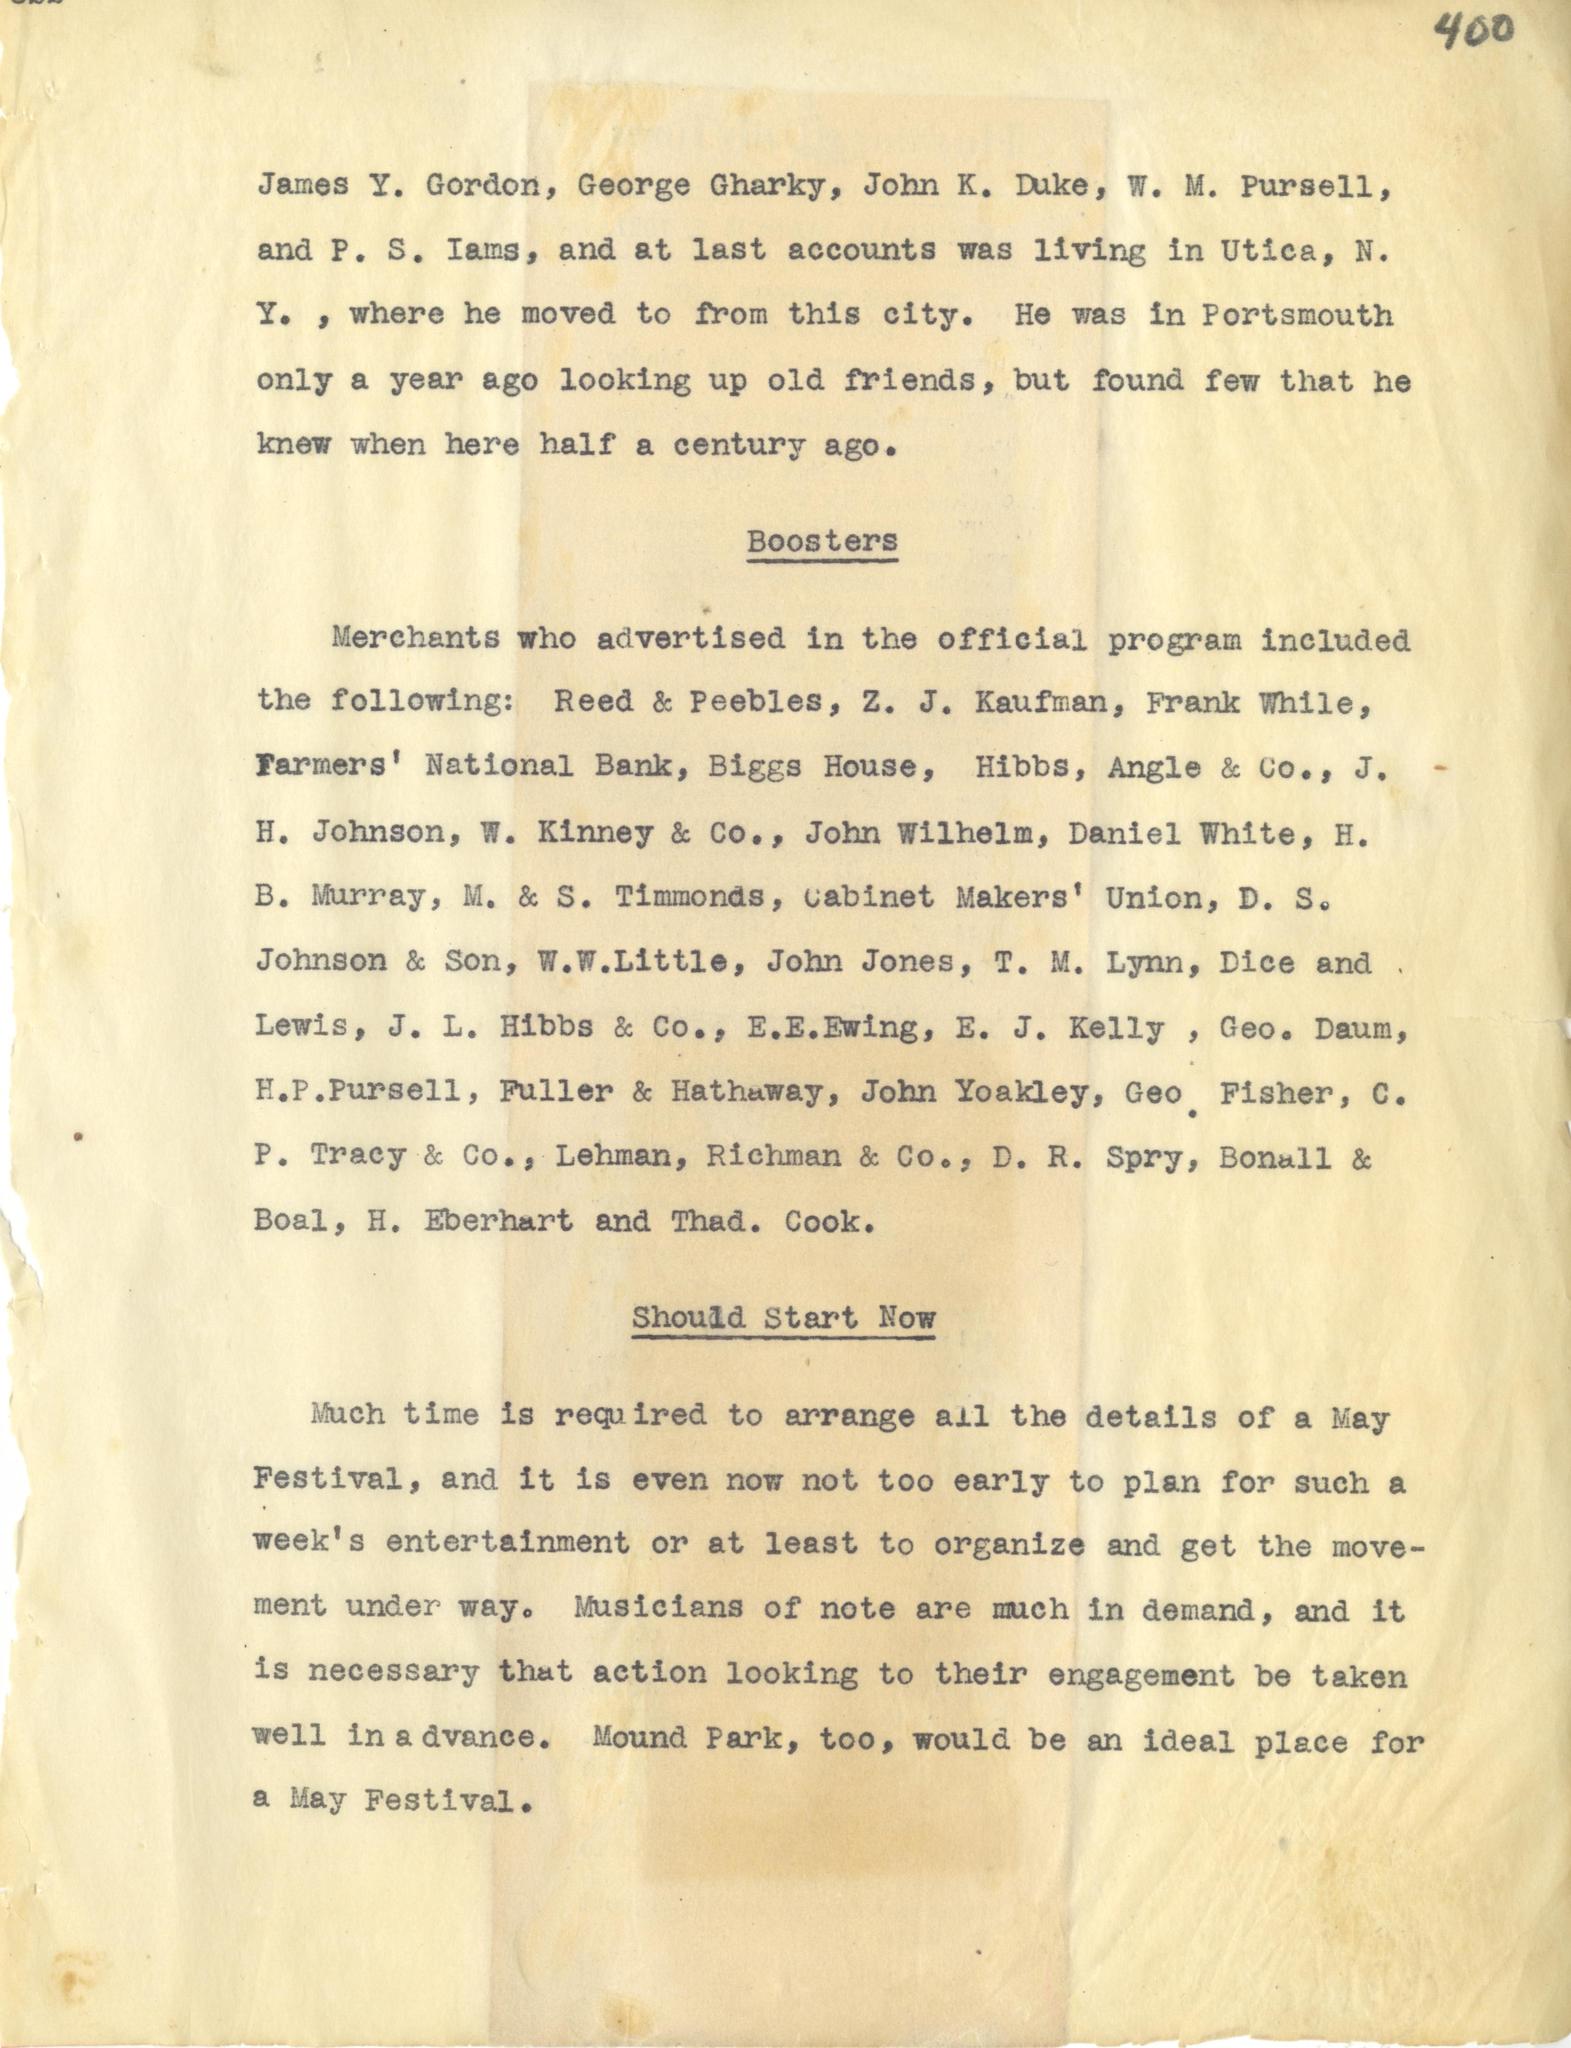 400
James Y. Gordon, George Gharky, John K. Duke, W. M. Pursell,
and P. S. Iams, and at last accounts was living in Utica, N.
Y. , where he moved to from this city. He was in Portsmouth
only a year ago looking up old friends, but found few that he
knew when here half a century ago.
Boosters
Merchants who advertised in the official program included
the following: Reed & Peebles, Z. J. Kaufman, Frank While,
Farmers' National Bank, Biggs House, Hibbs, Angle & Co., J.
H. Johnson, W. Kinney & Co., John Wilhelm, Daniel White, H.
B. Murray, M. & S. Timmonds, Cabinet Makers' Union, D. S.
Johnson & Son, W.W.Little, John Jones, T. M. Lynn, Dice and
Lewis, J. L. Hibbs & Co., E.E.Ewing, E. J. Kelly , Geo. Daum,
H.P.Pursell, Fuller & Hathaway, John Yoakley, Geo. Fisher, C.
P. Tracy & Co., Lehman, Richman & Co., D. R. Spry, Bonall &
Boal, H. Eberhart and Thad. Cook.
Should Start Now
Much time is required to arrange all the details of a May
Festival, and it is even now not too early to plan for such a
week's entertainment or at least to organize and get the move-
ment under way. Musicians of note are much in demand, and it
is necessary that action looking to their engagement be taken
well in advance. Mound Park, too, would be an ideal place for
a May Festival.